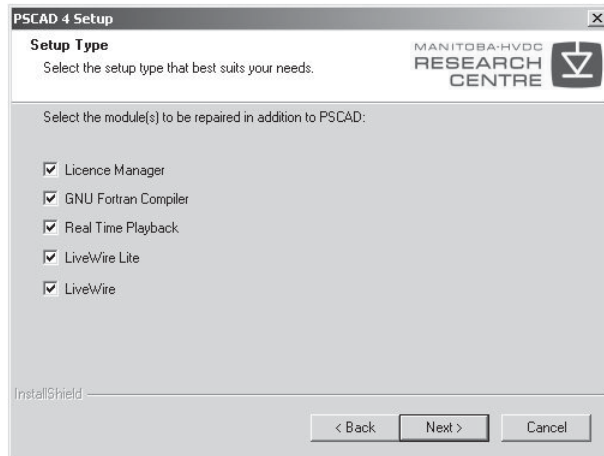 PSCAD 4 Setup
Setup Type
Select the setup type that best suits your needs.
MANITOBA-HVDC
RESEARCH
CENTRE
Select the module(s) to be repaired in addition to PSCAD:
Licence Manager
GNU Fortran Compiler
Real Time Playback
LiveWire Lite
LiveWire
InstallShield
< Back
Next >
Cancel